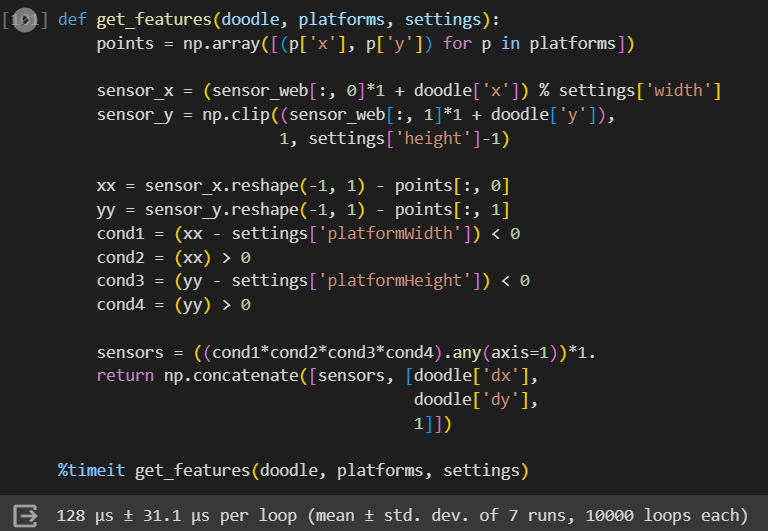 [101] def get_features(doodle, platforms, settings):
    points = np.array([(p['x'], p['y']) for p in platforms])

    sensor_x = (sensor_web[:, 0]*1 + doodle['x']) % settings['width']
    sensor_y = np.clip((sensor_web[:, 1]*1 + doodle['y']),
                       1, settings['height']-1)

    xx = sensor_x.reshape(-1, 1) - points[:, 0]
    yy = sensor_y.reshape(-1, 1) - points[:, 1]
    cond1 = (xx - settings['platformWidth']) < 0
    cond2 = (xx) > 0
    cond3 = (yy - settings['platformHeight']) < 0
    cond4 = (yy) > 0

    sensors = ((cond1*cond2*cond3*cond4).any(axis=1))*1.
    return np.concatenate([sensors, [doodle['dx'],
                                     doodle['dy'],
                                     1]])

%timeit get_features(doodle, platforms, settings)
128 µs ± 31.1 µs per loop (mean ± std. dev. of 7 runs, 10000 loops each)